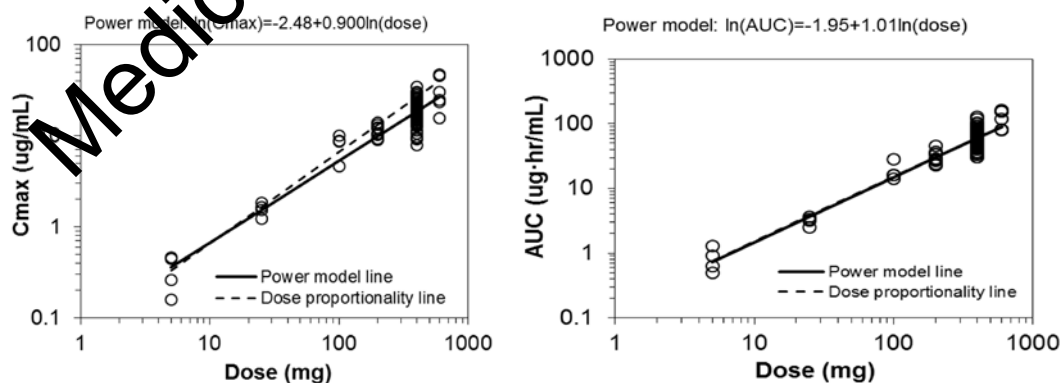 Power model: ln(Cmax)=-2.48+0.900ln(dose)
100
1
0.1
Cmax (ug/mL)
Power model line
Dose proportionality line
1
10
100
1000
Dose (mg)
Power model: ln(AUC)=-1.95+1.01ln(dose)
1000
100
10
1
0.1
AUC (ug·hr/mL)
Power model line
Dose proportionality line
1
10
100
1000
Dose (mg)
Medic